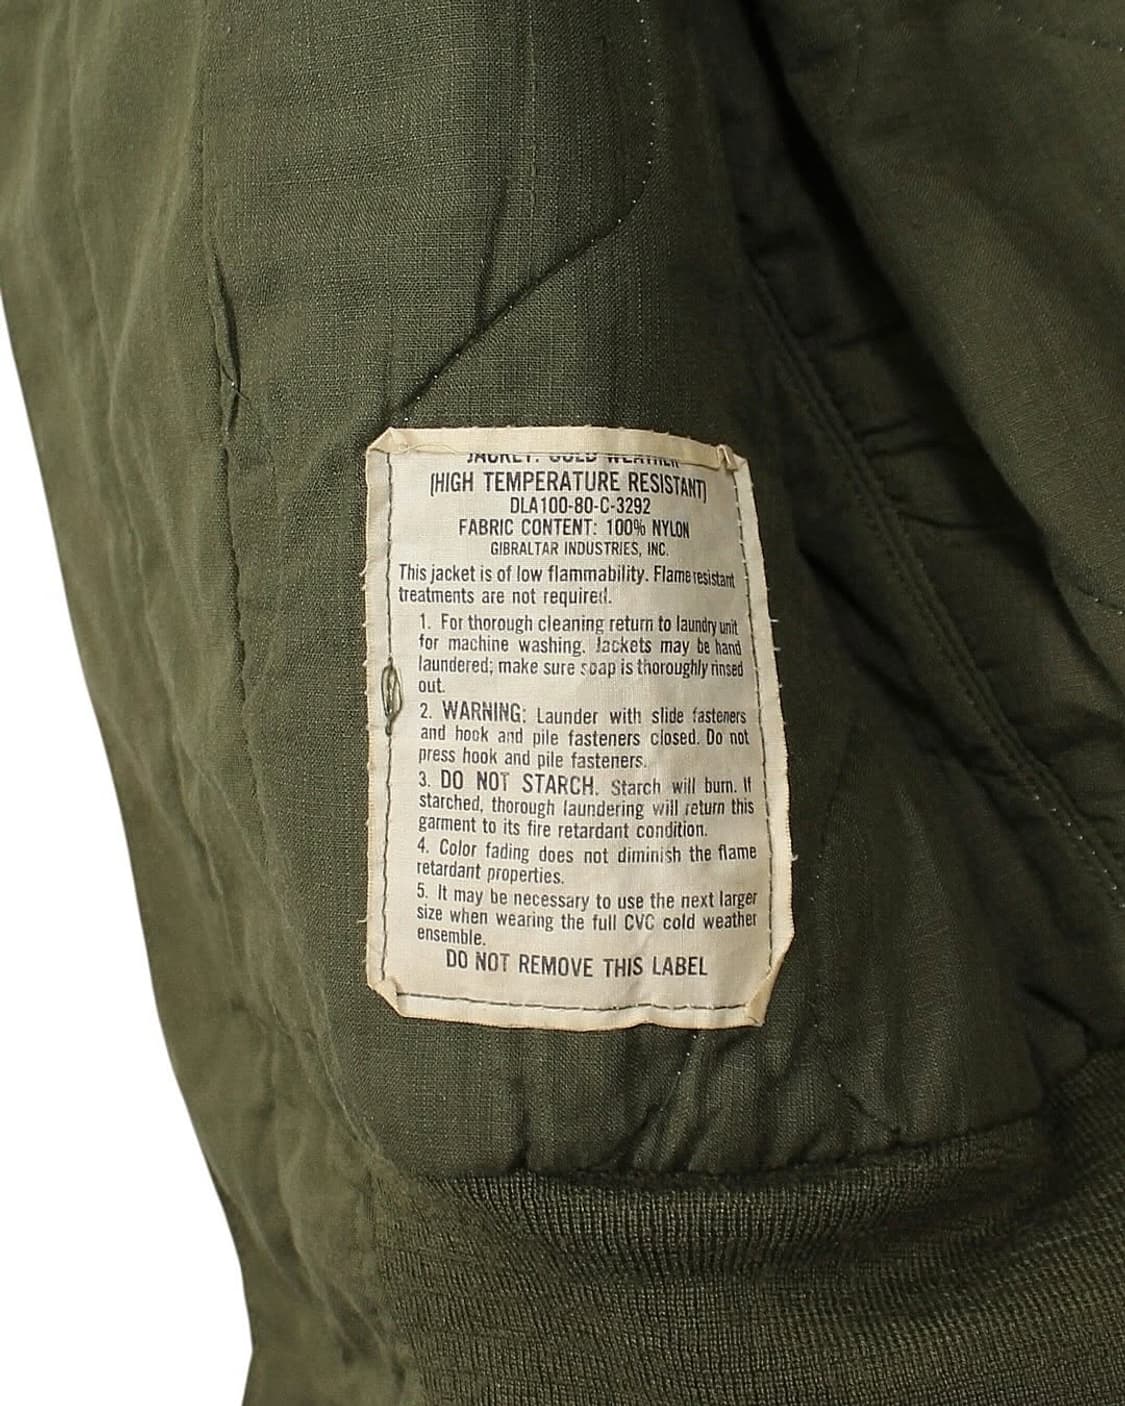 JACKET: COLD WEATHER
(HIGH TEMPERATURE RESISTANT)
DLA100-80-C-3292
FABRIC CONTENT: 100% NYLON
GIBRALTAR INDUSTRIES, INC.
This jacket is of low flammability. Flame resistant
treatments are not required.
1. For thorough cleaning return to laundry unit
for machine washing. Jackets may be hand
laundered; make sure soap is thoroughly rinsed
out.
2. WARNING: Launder with slide fasteners
and hook and pile fasteners closed. Do not
press hook and pile fasteners.
3. DO NOT STARCH. Starch will burn. If
starched, thorough laundering will return this
garment to its fire retardant condition.
4. Color fading does not diminish the flame
retardant properties.
5. It may be necessary to use the next larger
size when wearing the full CVC cold weather
ensemble.
DO NOT REMOVE THIS LABEL